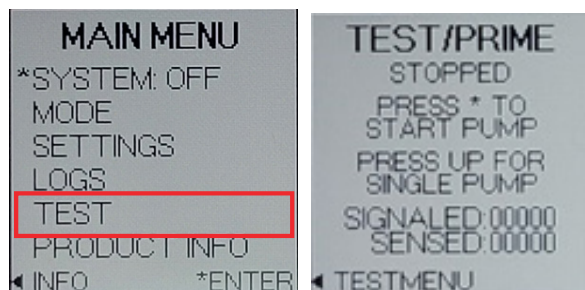 MAIN MENU
*SYSTEM: OFF
MODE
SETTINGS
LOGS
TEST
PRODUCT INFO
◄ INFO *ENTER
TEST/PRIME
STOPPED
PRESS * TO
START PUMP
PRESS UP FOR
SINGLE PUMP
SIGNALED:00000
SENSED:00000
◄ TESTMENU